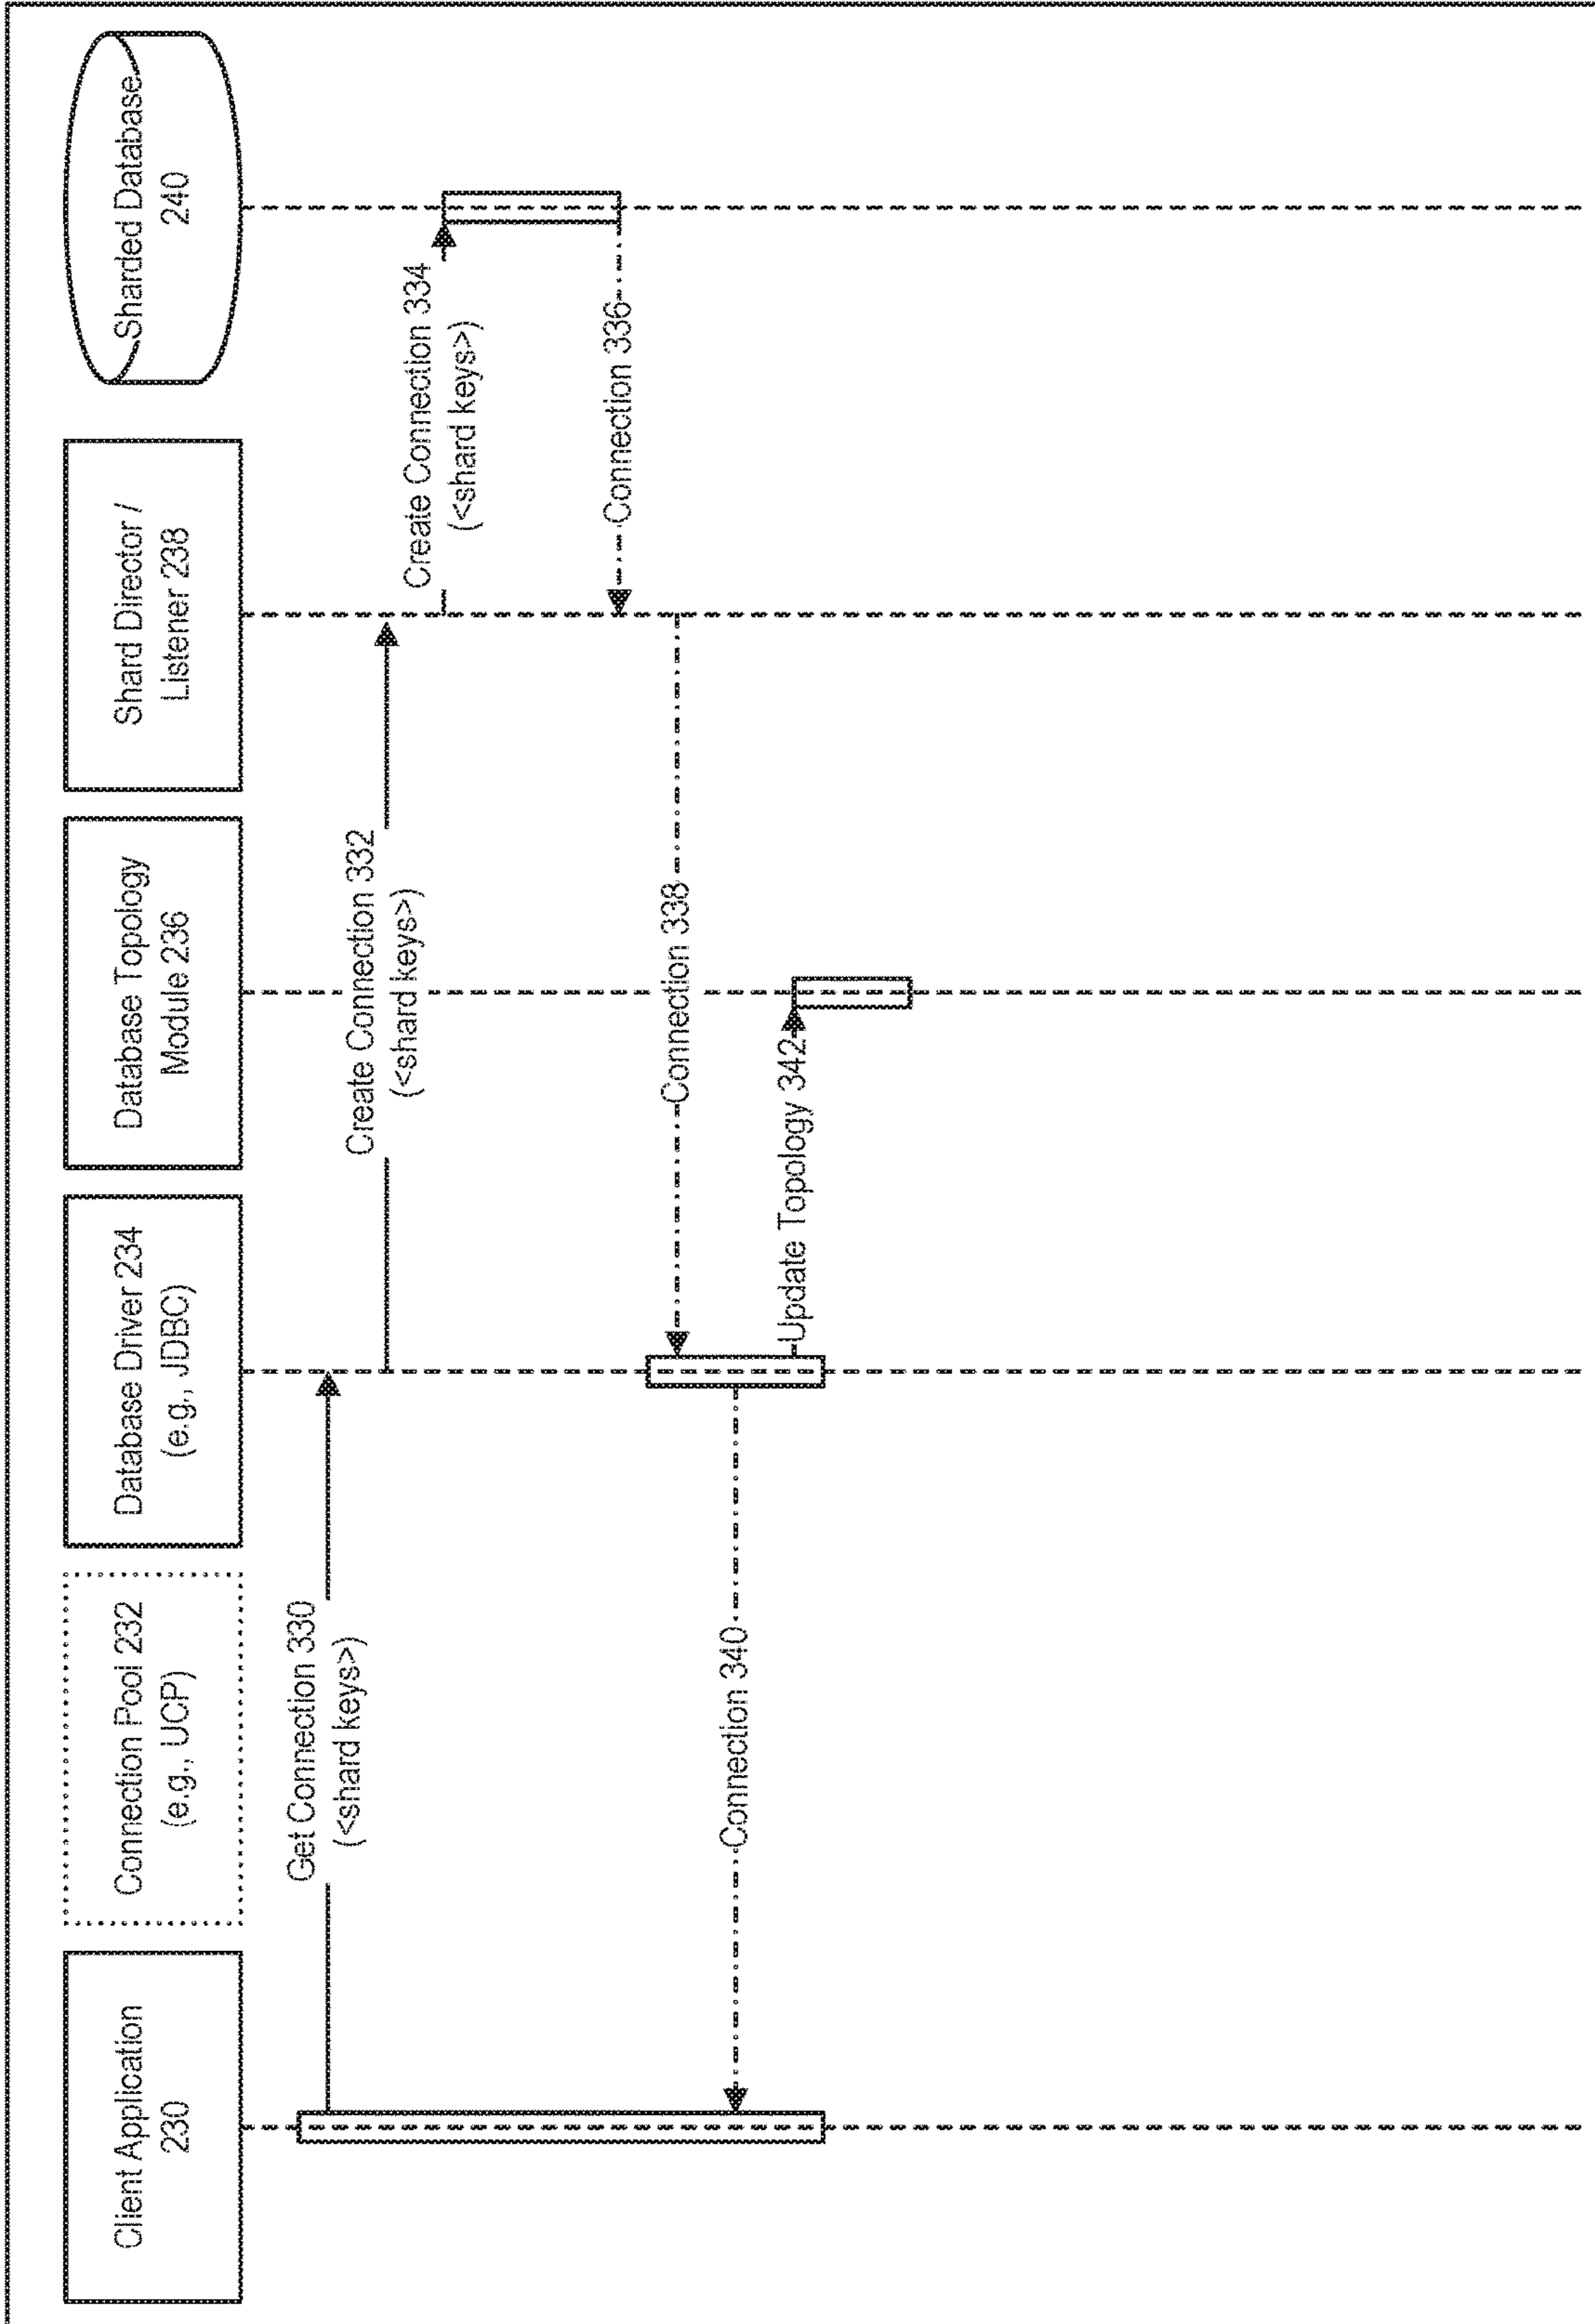 Client Application
230
Connection Pool 232
(e.g., UCP)
Database Driver 234
(e.g., JDBC)
Database Topology
Module 236
Shard Director /
Listener 238
Sharded Database
240
Get Connection 330
(<shard keys>)
Create Connection 332
(<shard keys>)
Create Connection 334
(<shard keys>)
Connection 336
Connection 338
Connection 340
Update Topology 342